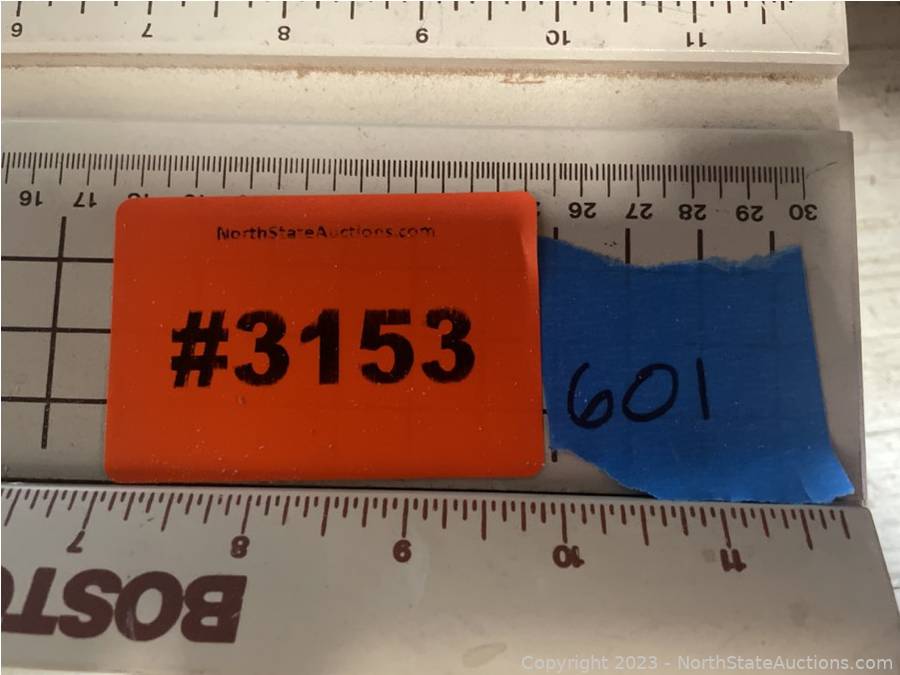 6 7 8 9 10 11
16 17 26 27 28 29 30
NorthStateAuctions.com
#3153
601
7 8 9 10 11
BOST
Copyright 2023 - NorthStateAuctions.com